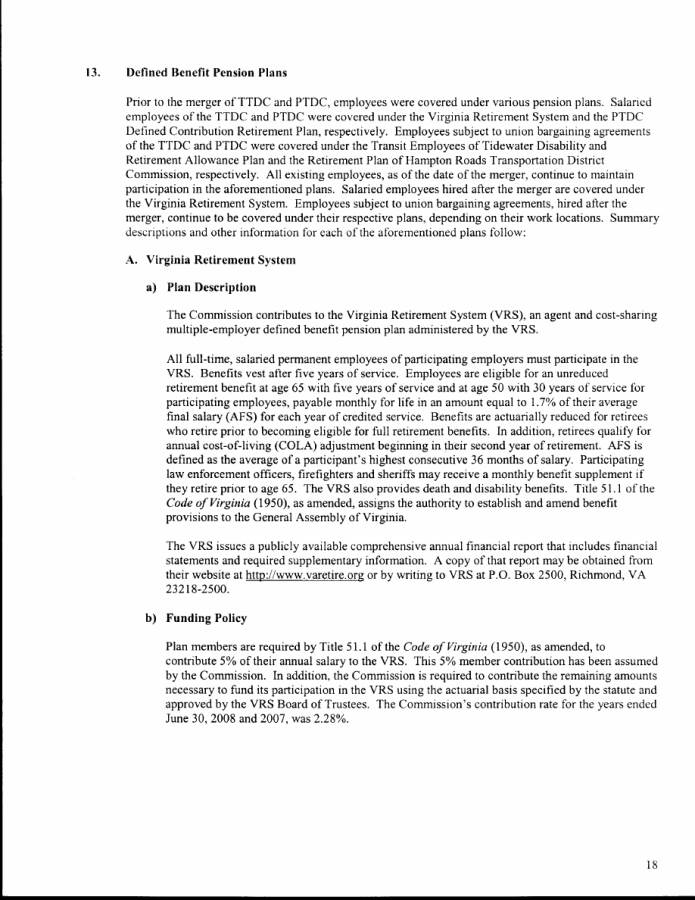 13. Defined Benefit Pension Plans
Prior to the merger of TTDC and PTDC, employees were covered under various pension plans. Salaried
employees of the TTDC and PTDC were covered under the Virginia Retirement System and the PTDC
Defined Contribution Retirement Plan, respectively. Employees subject to union bargaining agreements
of the TTDC and PTDC were covered under the Transit Employees of Tidewater Disability and
Retirement Allowance Plan and the Retirement Plan of Hampton Roads Transportation District
Commission, respectively. All existing employees, as of the date of the merger, continue to maintain
participation in the aforementioned plans. Salaried employees hired after the merger are covered under
the Virginia Retirement System. Employees subject to union bargaining agreements, hired after the
merger, continue to be covered under their respective plans, depending on their work locations. Summary
descriptions and other information for each of the aforementioned plans follow:
A. Virginia Retirement System
a) Plan Description
The Commission contributes to the Virginia Retirement System (VRS), an agent and cost-sharing
multiple-employer defined benefit pension plan administered by the VRS.
All full-time, salaried permanent employees of participating employers must participate in the
VRS. Benefits vest after five years of service. Employees are eligible for an unreduced
retirement benefit at age 65 with five years of service and at age 50 with 30 years of service for
participating employees, payable monthly for life in an amount equal to 1.7% of their average
final salary (AFS) for each year of credited service. Benefits are actuarially reduced for retirees
who retire prior to becoming eligible for full retirement benefits. In addition, retirees qualify for
annual cost-of-living (COLA) adjustment beginning in their second year of retirement. AFS is
defined as the average of a participant's highest consecutive 36 months of salary. Participating
law enforcement officers, firefighters and sheriffs may receive a monthly benefit supplement if
they retire prior to age 65. The VRS also provides death and disability benefits. Title 51.1 of the
Code of Virginia (1950), as amended, assigns the authority to establish and amend benefit
provisions to the General Assembly of Virginia.
The VRS issues a publicly available comprehensive annual financial report that includes financial
statements and required supplementary information. A copy of that report may be obtained from
their website at http://www.varetire.org or by writing to VRS at P.O. Box 2500, Richmond, VA
23218-2500.
b) Funding Policy
Plan members are required by Title 51.1 of the Code of Virginia (1950), as amended, to
contribute 5% of their annual salary to the VRS. This 5% member contribution has been assumed
by the Commission. In addition, the Commission is required to contribute the remaining amounts
necessary to fund its participation in the VRS using the actuarial basis specified by the statute and
approved by the VRS Board of Trustees. The Commission's contribution rate for the years ended
June 30, 2008 and 2007, was 2.28%.
18